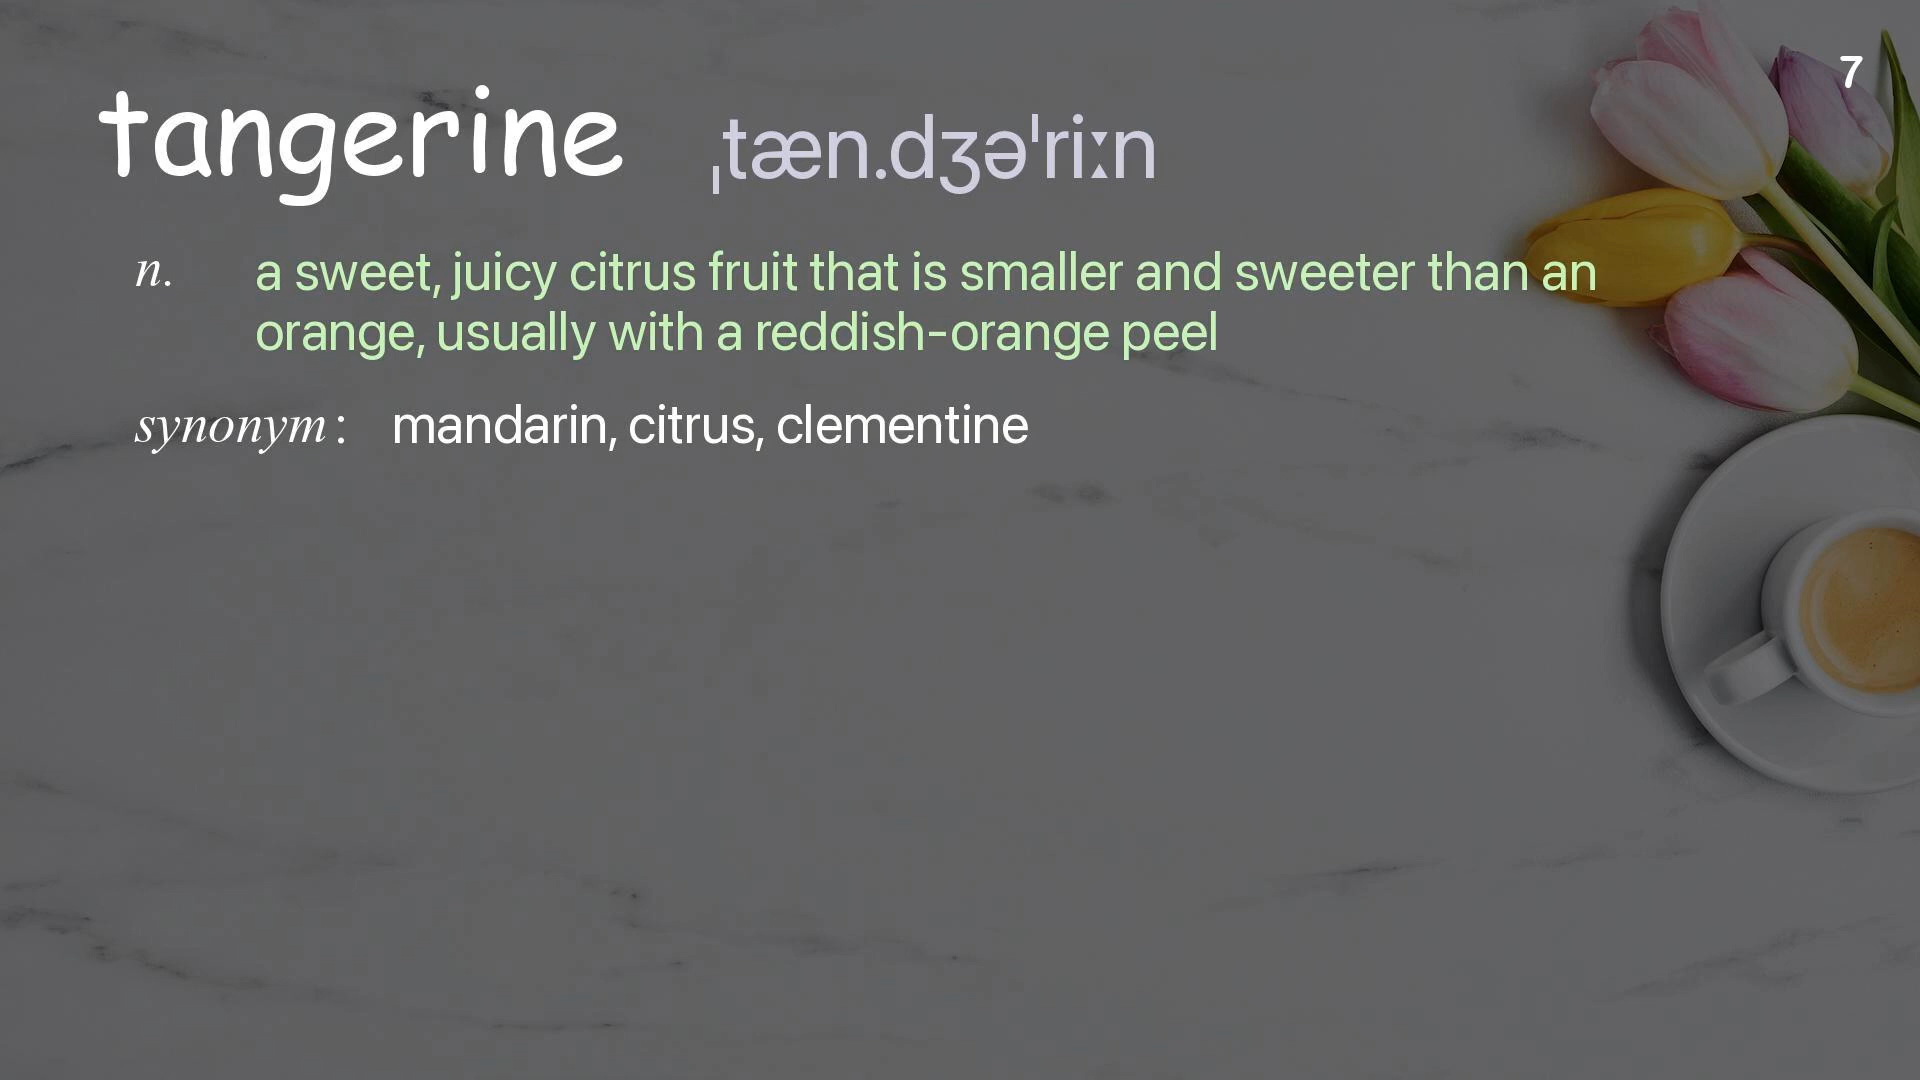 7
tangerine ˌtæn.dʒəˈriːn
n. a sweet, juicy citrus fruit that is smaller and sweeter than an
orange, usually with a reddish-orange peel
synonym: mandarin, citrus, clementine